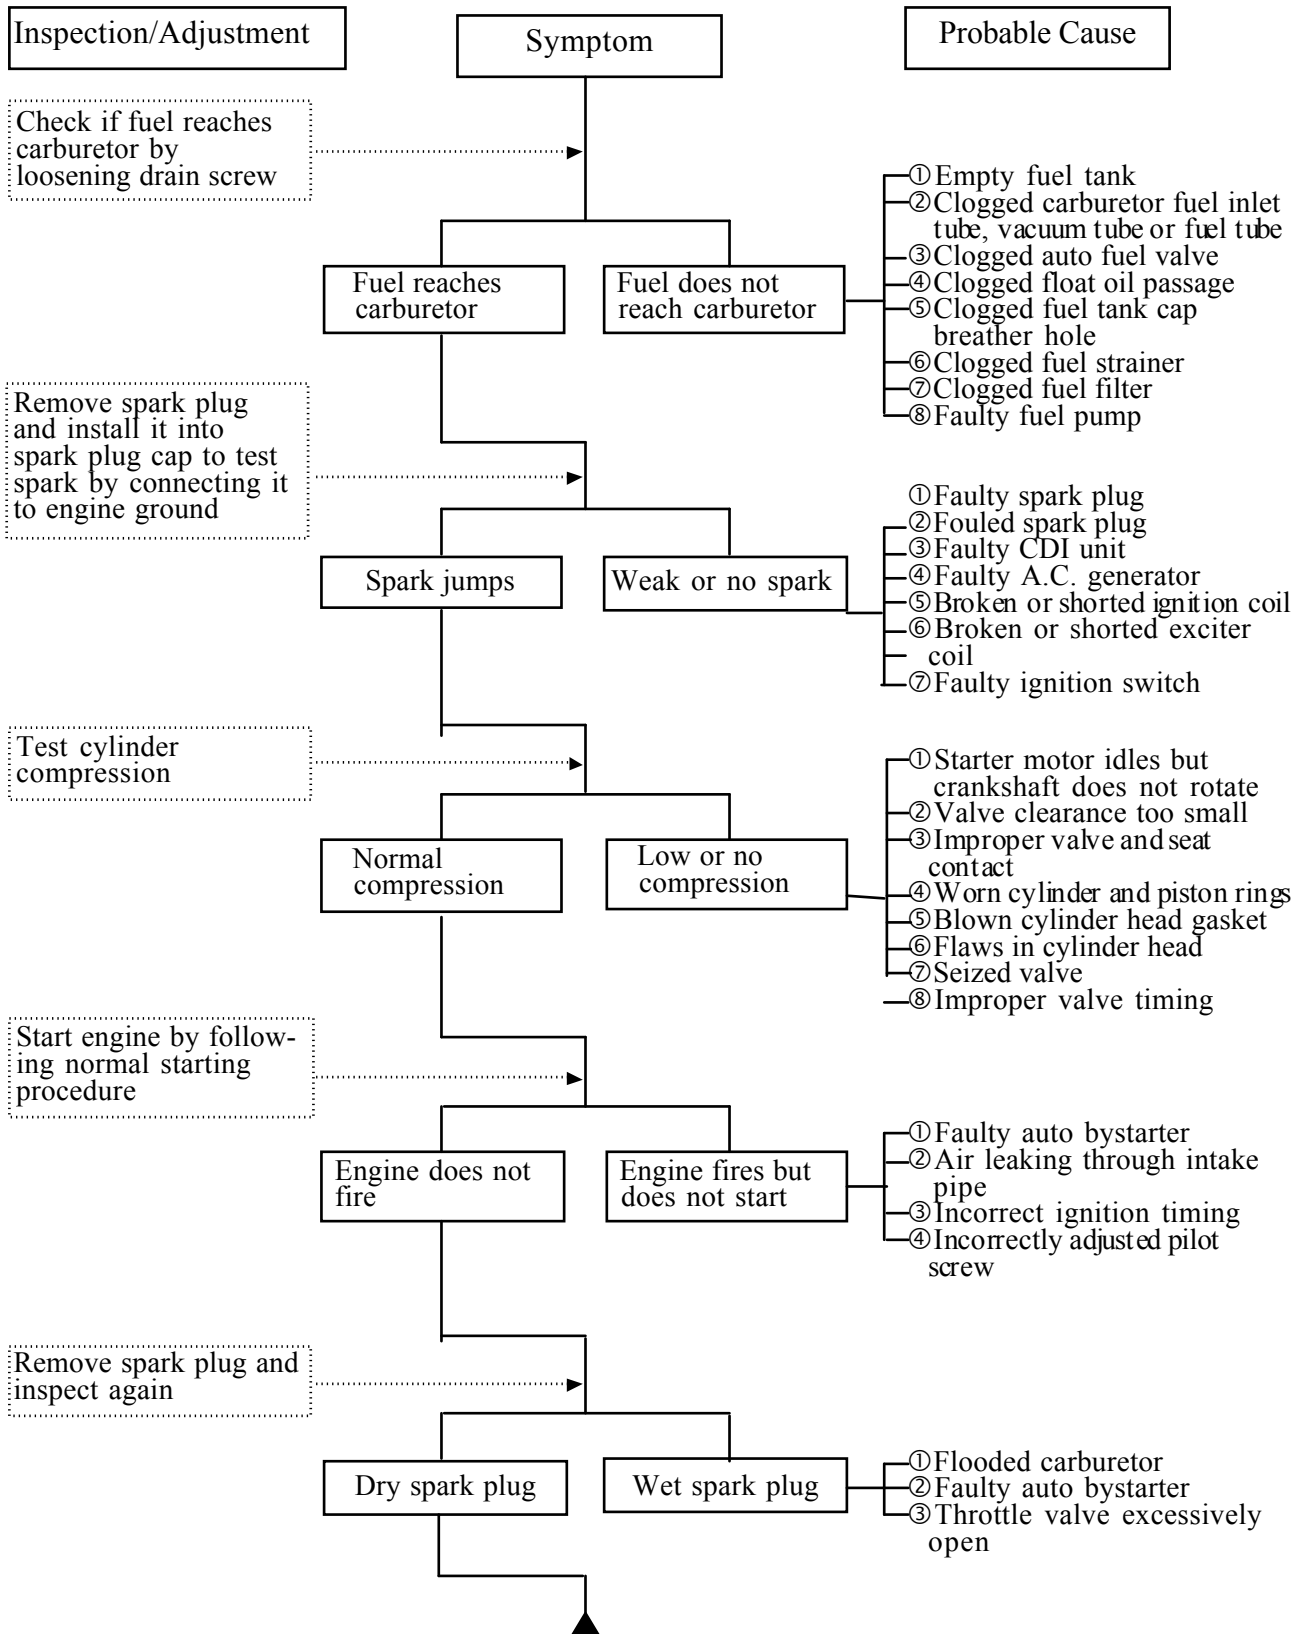 Inspection/Adjustment
Symptom
Probable Cause
Check if fuel reaches
carburetor by
loosening drain screw
Fuel reaches
carburetor
Fuel does not
reach carburetor
①Empty fuel tank
②Clogged carburetor fuel inlet
tube, vacuum tube or fuel tube
③Clogged auto fuel valve
④Clogged float oil passage
⑤Clogged fuel tank cap
breather hole
⑥Clogged fuel strainer
⑦Clogged fuel filter
⑧Faulty fuel pump
Remove spark plug
and install it into
spark plug cap to test
spark by connecting it
to engine ground
Spark jumps
Weak or no spark
①Faulty spark plug
②Fouled spark plug
③Faulty CDI unit
④Faulty A.C. generator
⑤Broken or shorted ignition coil
⑥Broken or shorted exciter
coil
⑦Faulty ignition switch
Test cylinder
compression
Normal
compression
Low or no
compression
①Starter motor idles but
crankshaft does not rotate
②Valve clearance too small
③Improper valve and seat
contact
④Worn cylinder and piston rings
⑤Blown cylinder head gasket
⑥Flaws in cylinder head
⑦Seized valve
⑧Improper valve timing
Start engine by follow-
ing normal starting
procedure
Engine does not
fire
Engine fires but
does not start
①Faulty auto bystarter
②Air leaking through intake
pipe
③Incorrect ignition timing
④Incorrectly adjusted pilot
screw
Remove spark plug and
inspect again
Dry spark plug
Wet spark plug
①Flooded carburetor
②Faulty auto bystarter
③Throttle valve excessively
open